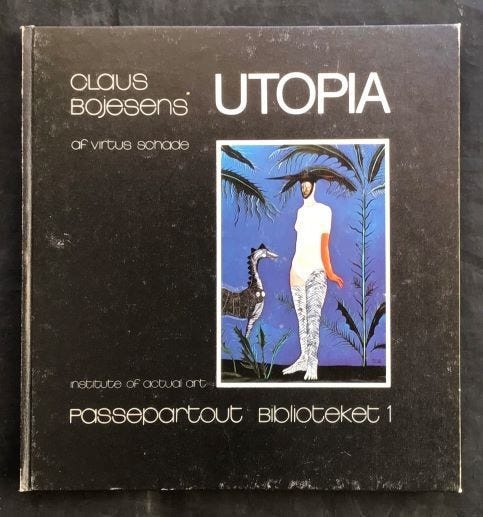 Claus
Bojesens' UTOPIA
af virtus schade
institute of actual art
Passepartout Biblioteket 1